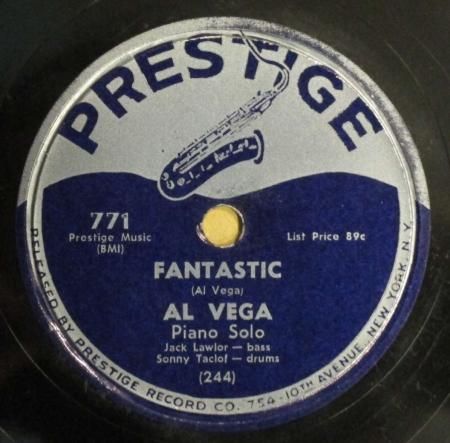 PRESTIGE
771
Prestige Music
(BMI)
List Price 89c
FANTASTIC
(Al Vega)
AL VEGA
Piano Solo
Jack Lawlor — bass
Sonny Taclof — drums
(244)
RELEASED BY PRESTIGE RECORD CO. 754-10TH AVENUE, NEW YORK, N.Y.